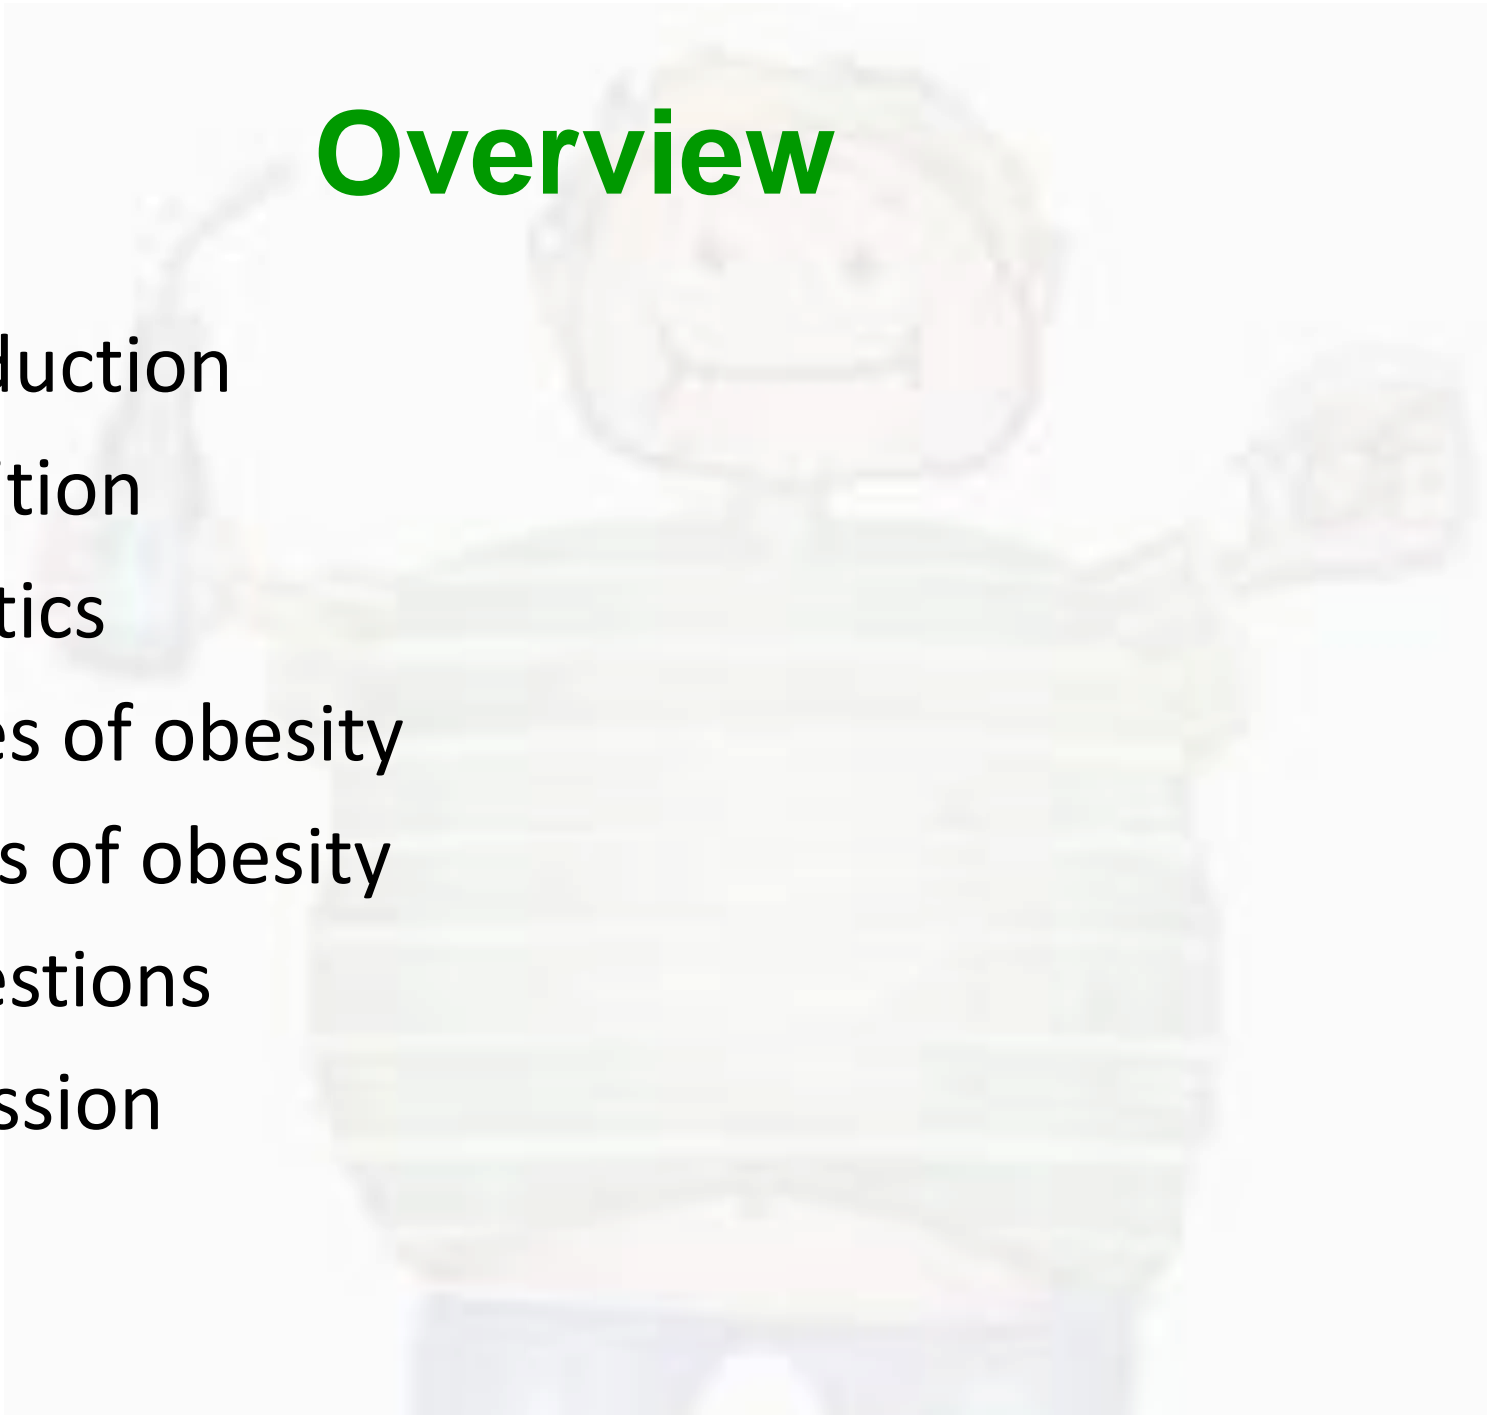 Overview
duction
ition
tics
es of obesity
s of obesity
estions
ssion